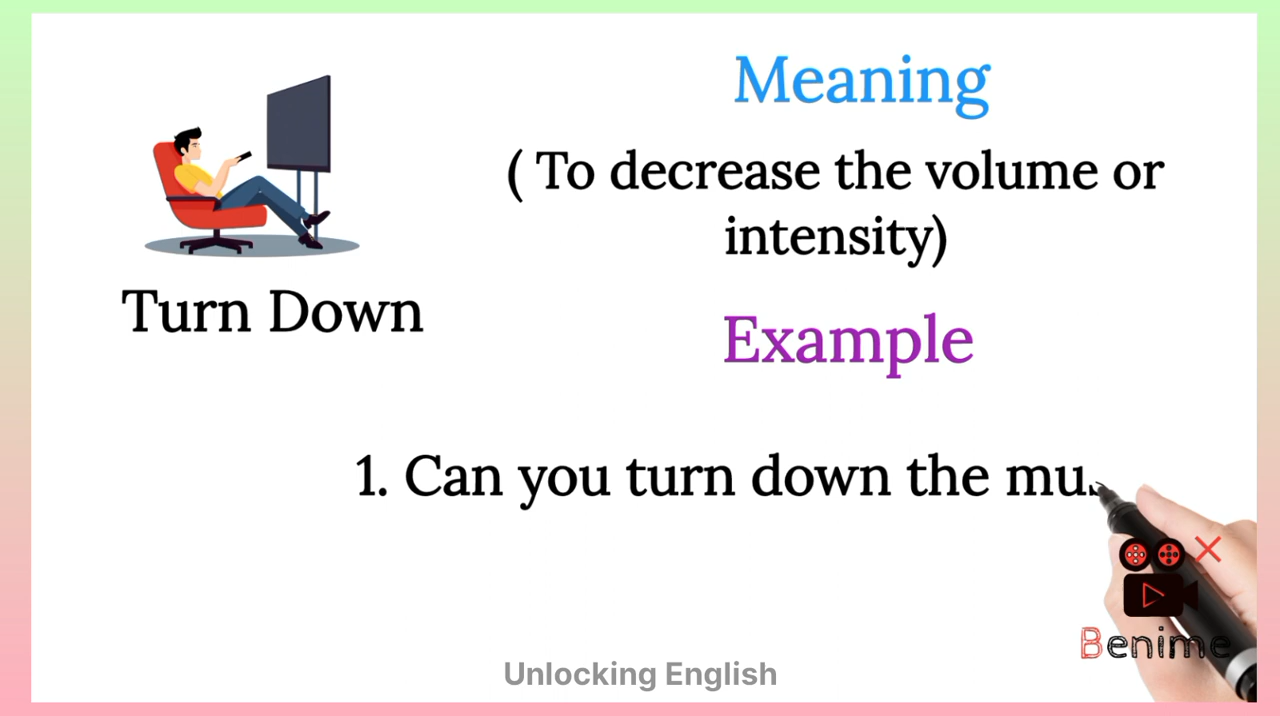 Meaning
( To decrease the volume or
intensity)
Turn Down
Example
1. Can you turn down the mus
Benime
Unlocking English